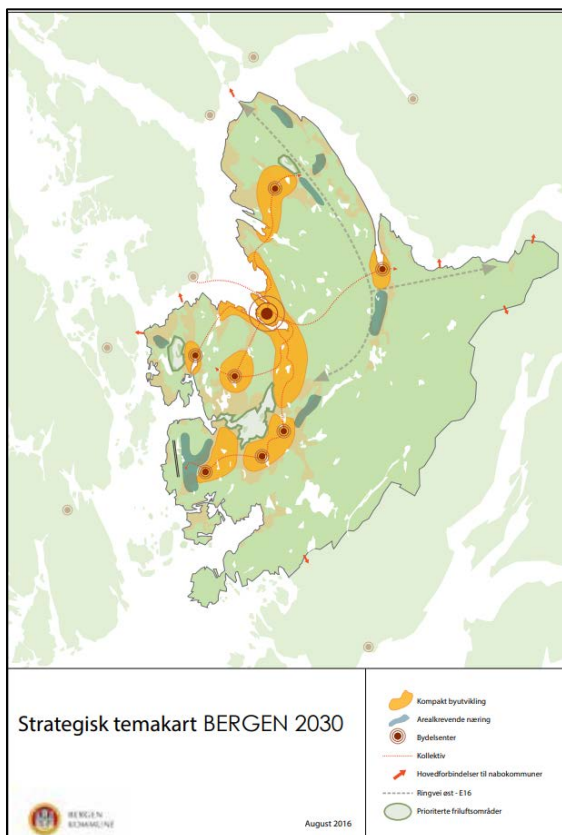 Strategisk temakart BERGEN 2030
BERGEN
KOMMUNE
August 2016
Kompakt byutvikling
Arealkrevende næring
Bydelsenter
Kollektiv
Hovedforbindelser til nabokommuner
Ringvei øst - E16
Prioriterte friluftsområder